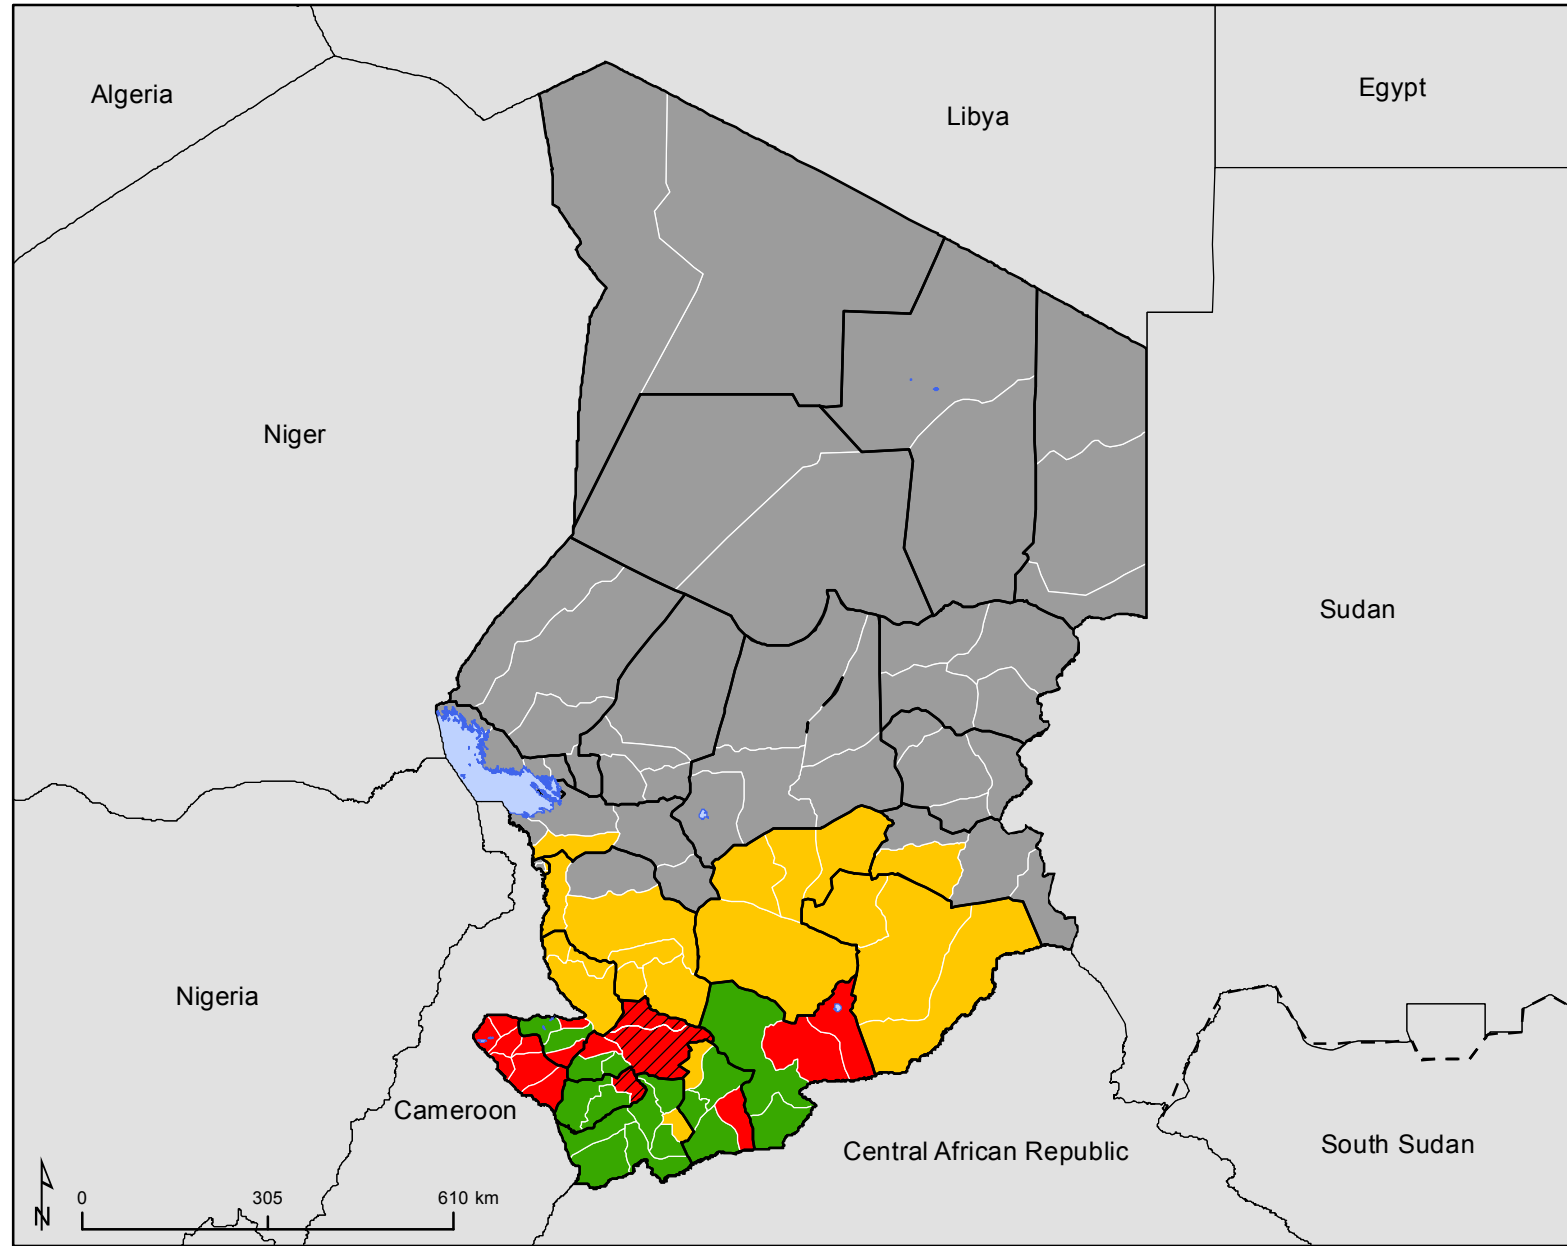 Algeria
Libya
Egypt
Niger
Sudan
Nigeria
Cameroon
Central African Republic
South Sudan
N
0 305 610 km